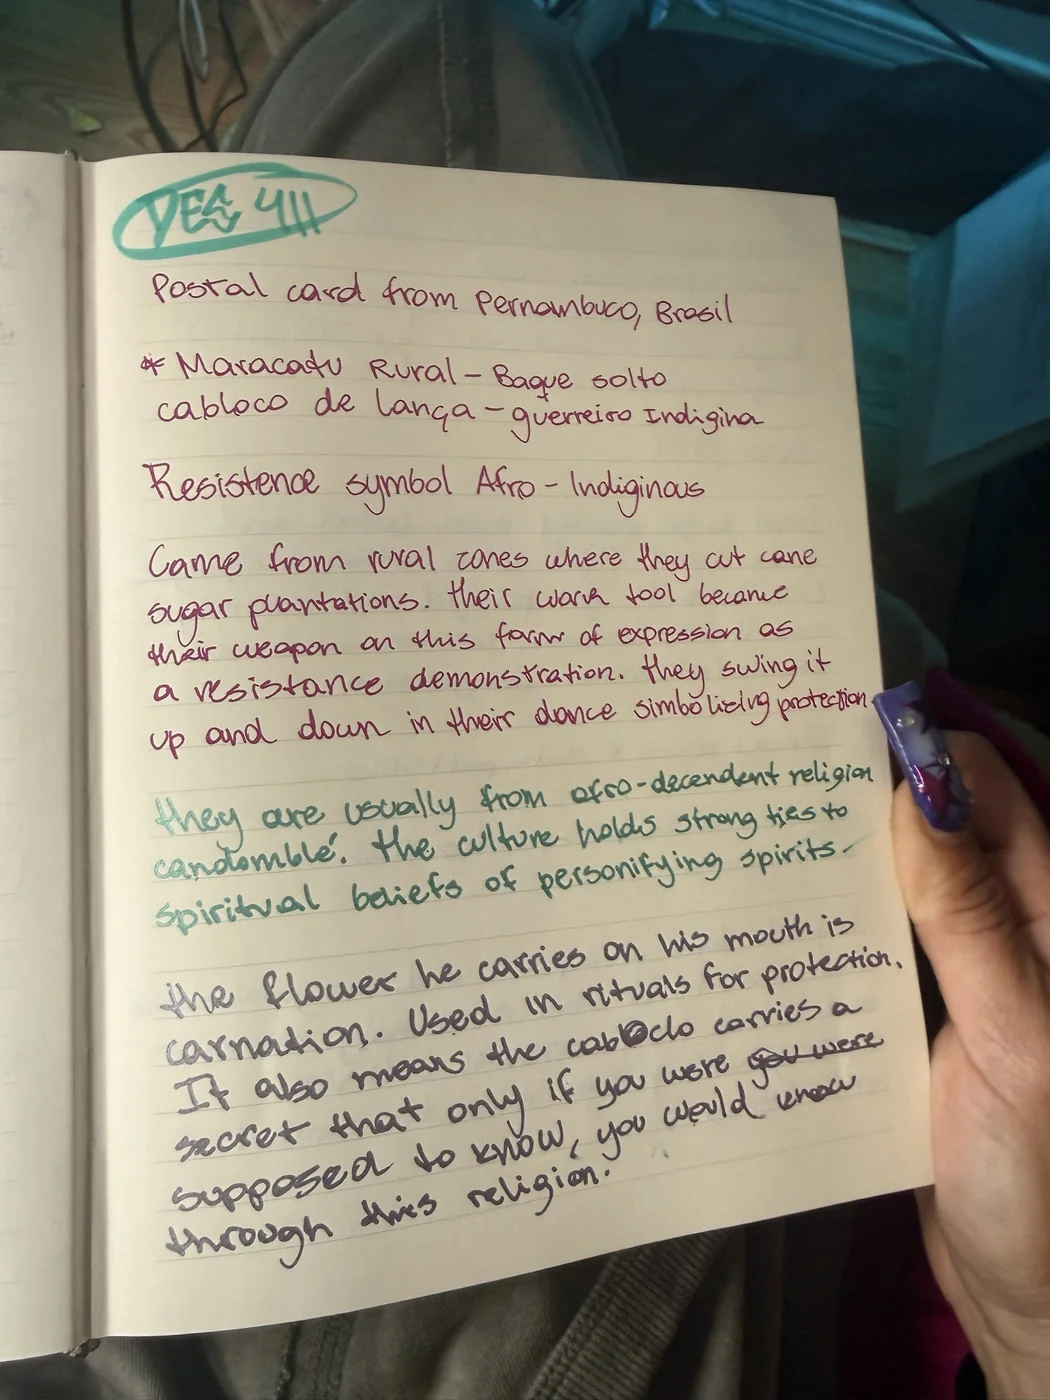 DES 411
Postal card from Pernambuco, Brasil
* Maracatu Rural - Baque solto
cabloco de lança - guerreiro Indigina
Resistence symbol Afro - Indiginous
Came from rural zones where they cut cane
sugar plantations. their work tool became
their weapon on this form of expression as
a resistance demonstration. they swing it
up and down in their dance simbolizing protection.
they are usually from afro-decendent religion
candomblé. the culture holds strong ties to
spiritual beliefs of personifying spirits.
the flower he carries on his mouth is
carnation. Used in rituals for protection.
It also means the caboclo carries a
secret that only if you were you were
supposed to know, you would know
through this religion.